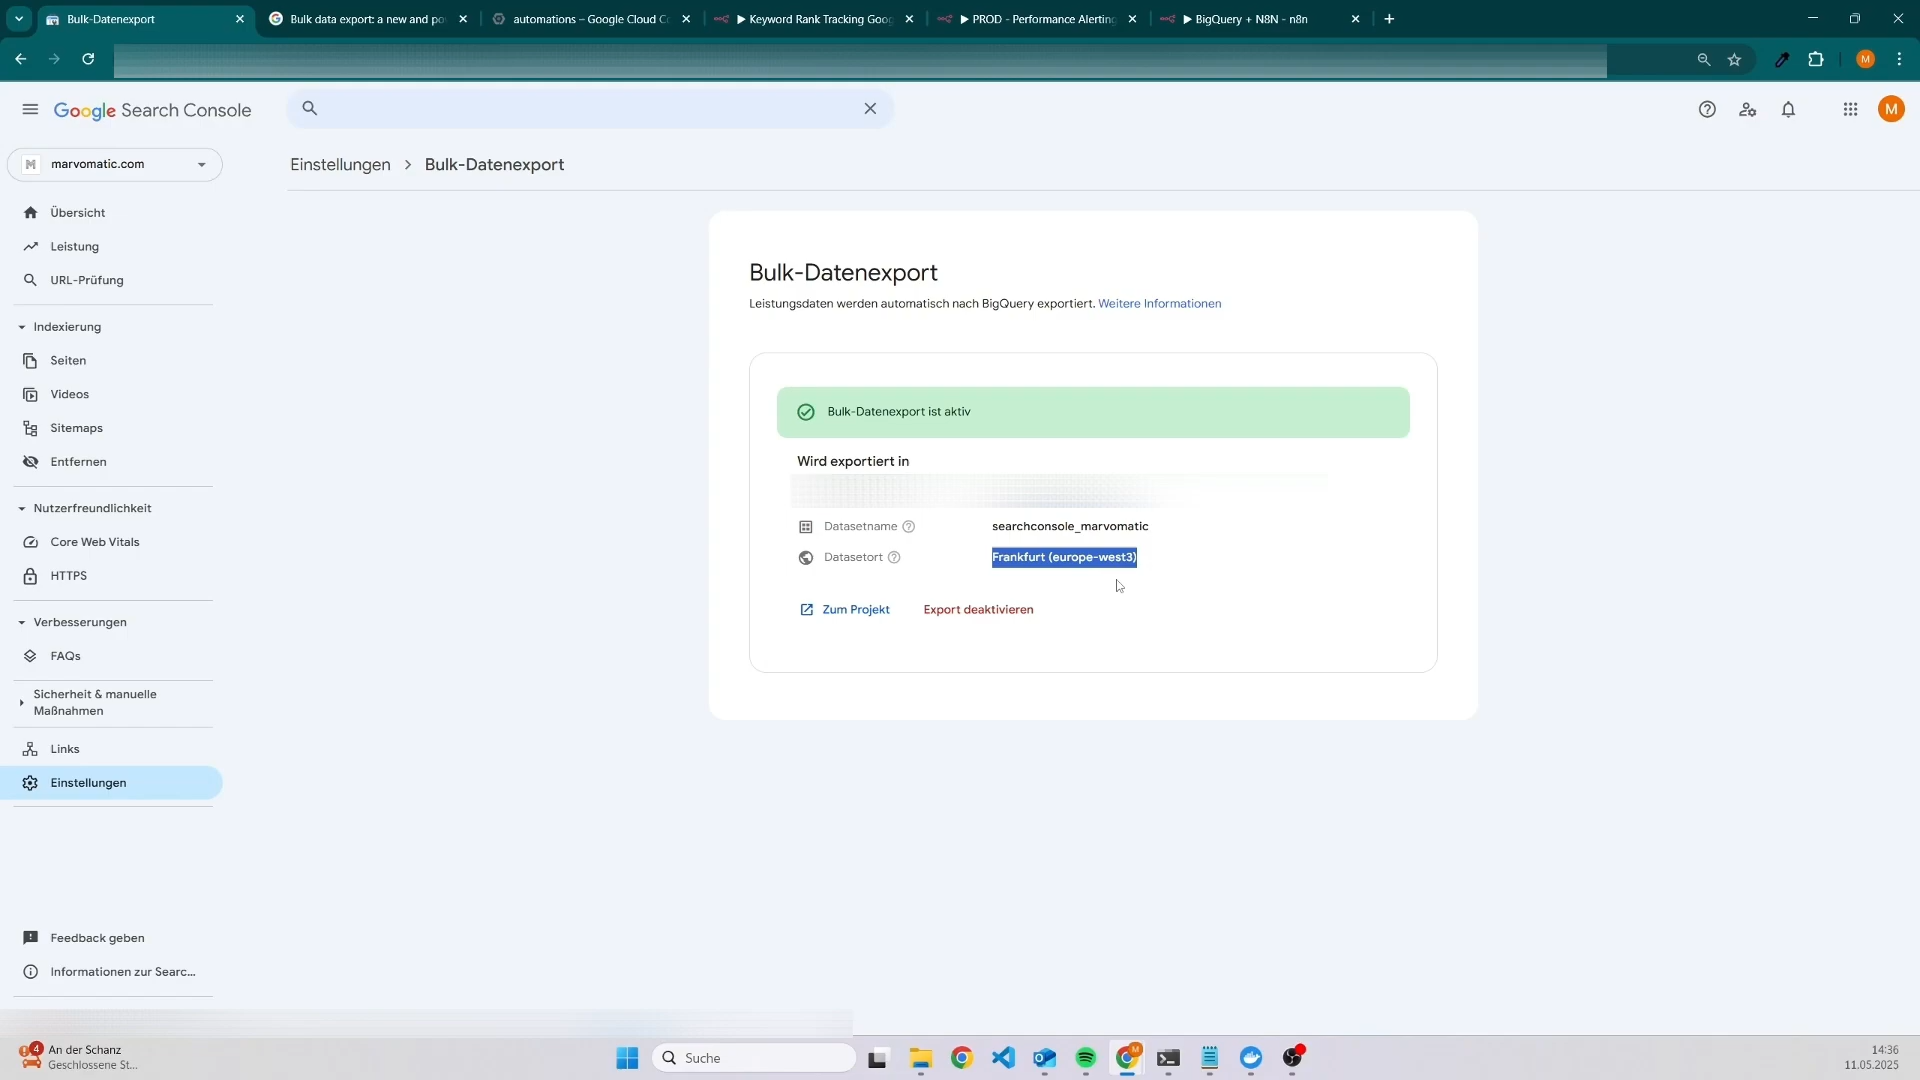 Bulk-Datenexport
Bulk data export: a new and po
automations – Google Cloud Co
▶ Keyword Rank Tracking Goog
▶ PROD - Performance Alerting
▶ BigQuery + N8N - n8n
M
Google Search Console
M
M marvomatic.com
Einstellungen > Bulk-Datenexport
Übersicht
Leistung
URL-Prüfung
Indexierung
Seiten
Videos
Sitemaps
Entfernen
Nutzerfreundlichkeit
Core Web Vitals
HTTPS
Verbesserungen
FAQs
Sicherheit & manuelle
Maßnahmen
Links
Einstellungen
Feedback geben
Informationen zur Searc...
Bulk-Datenexport
Leistungsdaten werden automatisch nach BigQuery exportiert. Weitere Informationen
Bulk-Datenexport ist aktiv
Wird exportiert in
Datasetname searchconsole_marvomatic
Datasetort Frankfurt (europe-west3)
Zum Projekt Export deaktivieren
4
An der Schanz
Geschlossene St...
Suche
M
14:36
11.05.2025